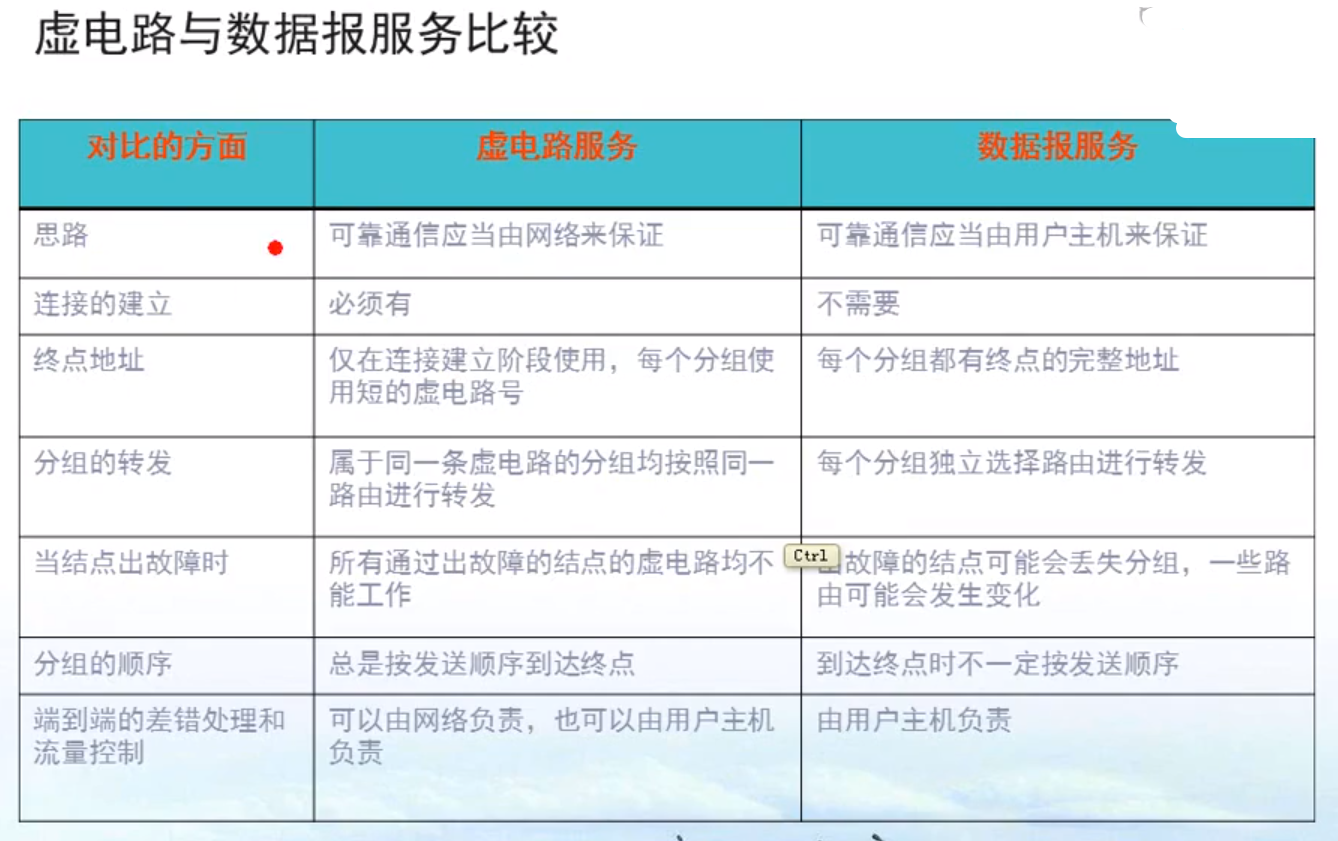 虚电路与数据报服务比较
对比的方面
虚电路服务
数据报服务
思路
可靠通信应当由网络来保证
可靠通信应当由用户主机来保证
连接的建立
必须有
不需要
终点地址
仅在连接建立阶段使用，每个分组使
用短的虚电路号
每个分组都有终点的完整地址
分组的转发
属于同一条虚电路的分组均按照同一
路由进行转发
每个分组独立选择路由进行转发
当结点出故障时
所有通过出故障的结点的虚电路均不
能工作
Ctrl
故障的结点可能会丢失分组，一些路
由可能会发生变化
分组的顺序
总是按发送顺序到达终点
到达终点时不一定按发送顺序
端到端的差错处理和
流量控制
可以由网络负责，也可以由用户主机
负责
由用户主机负责